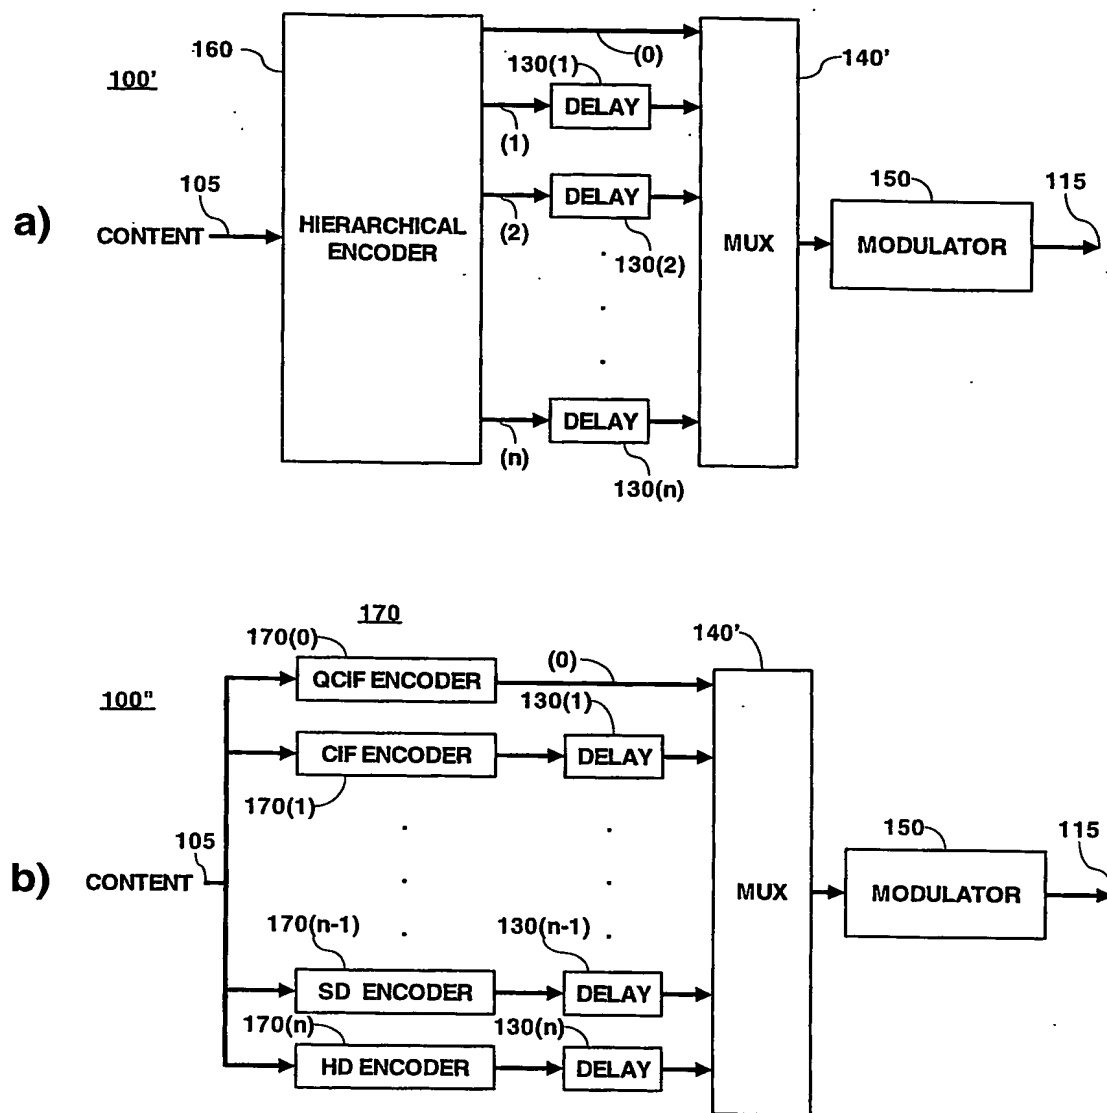 160
(0)
140'
100'
130(1)
DELAY
(1)
105
150
115
a)
CONTENT
HIERARCHICAL
ENCODER
DELAY
(2)
130(2)
MUX
MODULATOR
DELAY
(n)
130(n)
170
170(0)
(0)
140'
100"
QCIF ENCODER
130(1)
CIF ENCODER
DELAY
170(1)
105
150
115
b)
CONTENT
MUX
MODULATOR
170(n-1)
130(n-1)
SD ENCODER
DELAY
170(n)
130(n)
HD ENCODER
DELAY